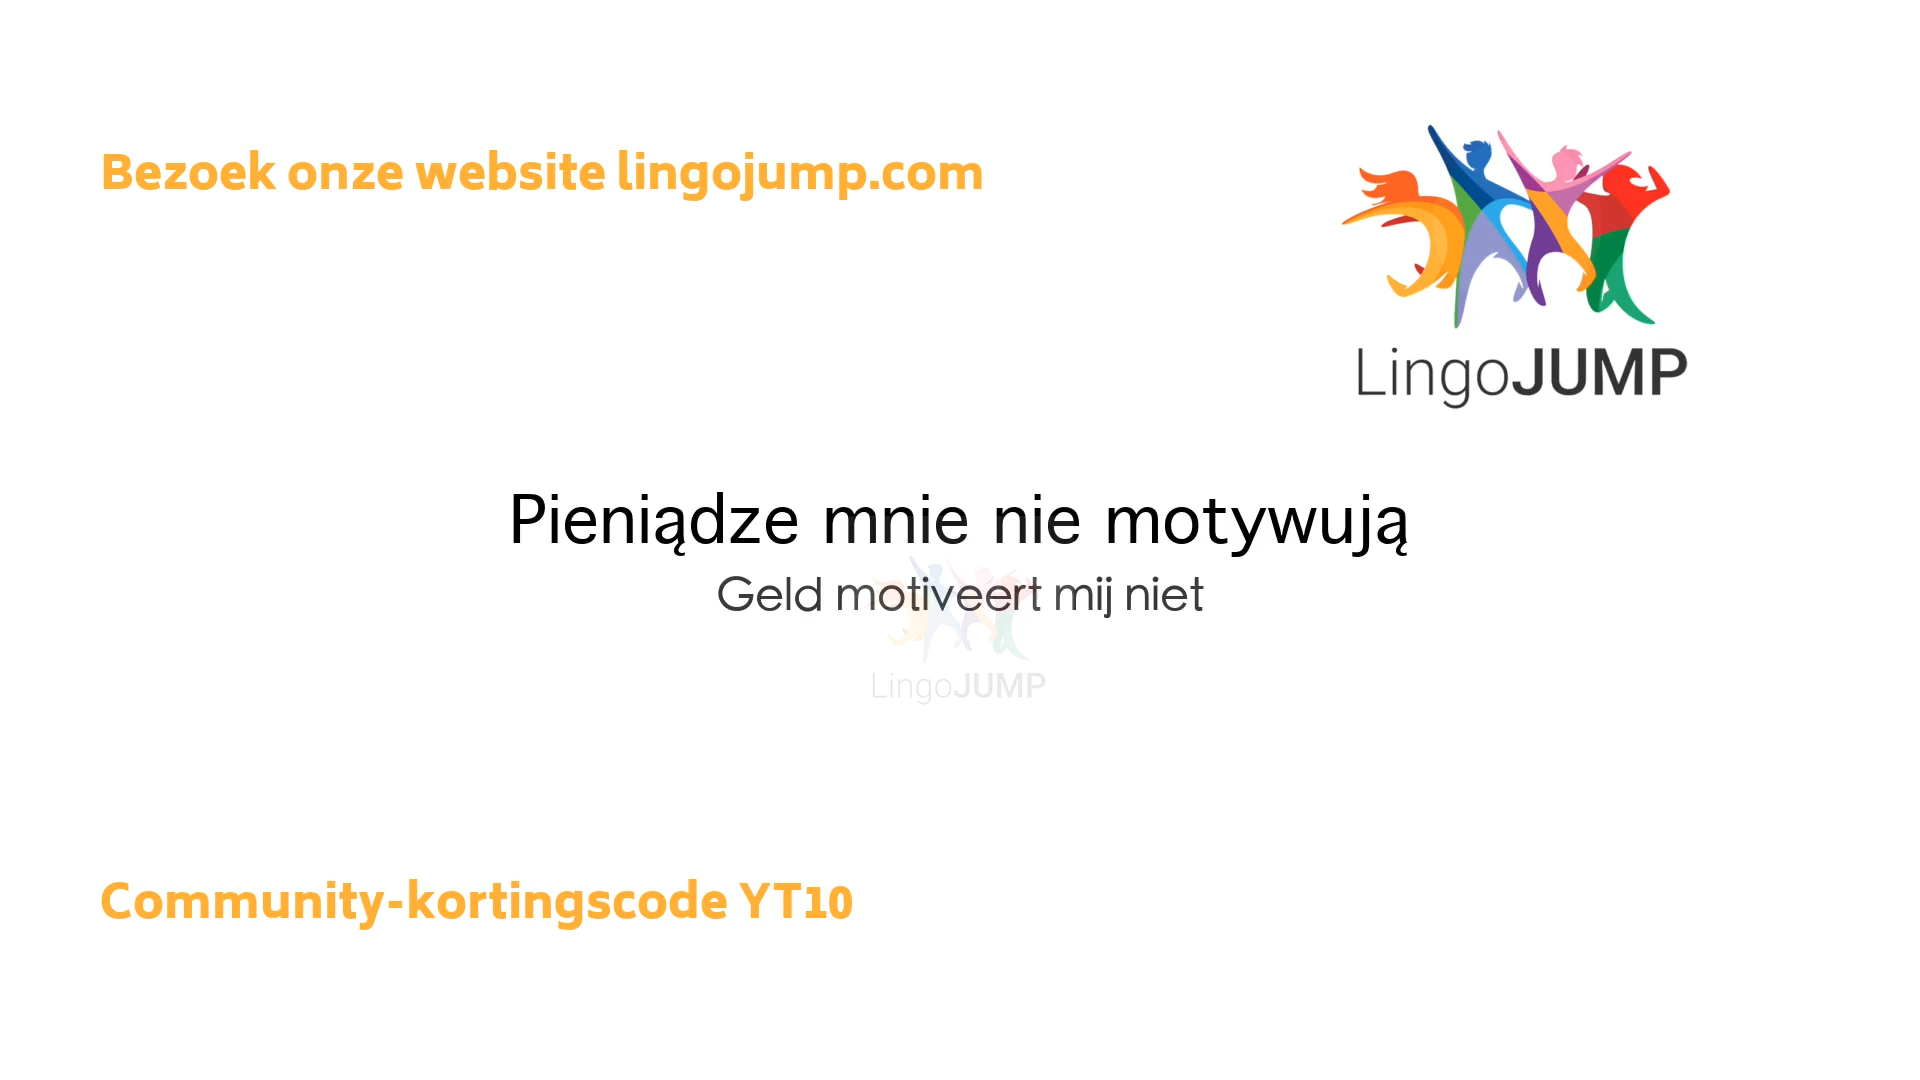 Bezoek onze website lingojump.com
LingoJUMP
Pieniądze mnie nie motywują
Geld motiveert mij niet
LingoJUMP
Community-kortingscode YT10